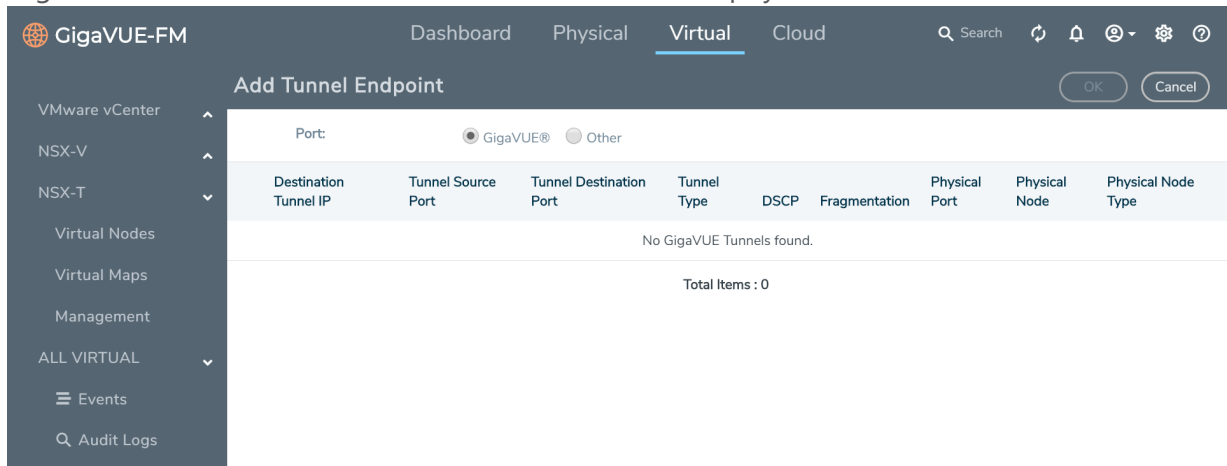 GigaVUE-FM
Dashboard Physical Virtual Cloud
Search
Add Tunnel Endpoint
OK Cancel
VMware vCenter
NSX-V
NSX-T
Virtual Nodes
Virtual Maps
Management
ALL VIRTUAL
Events
Audit Logs
Port: GigaVUE® Other
Destination Tunnel IP
Tunnel Source Port
Tunnel Destination Port
Tunnel Type
DSCP
Fragmentation
Physical Port
Physical Node
Physical Node Type
No GigaVUE Tunnels found.
Total Items : 0